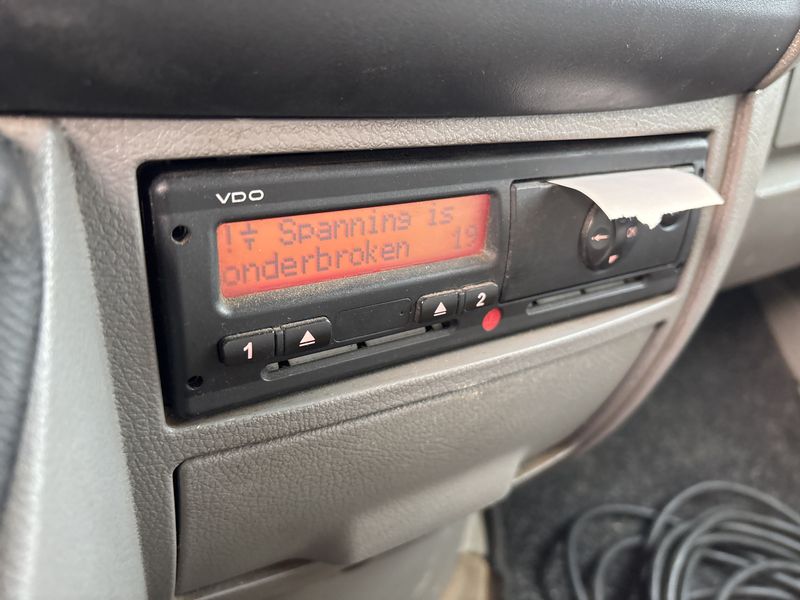 VDO
! Spanning is
onderbroken 19
1
2